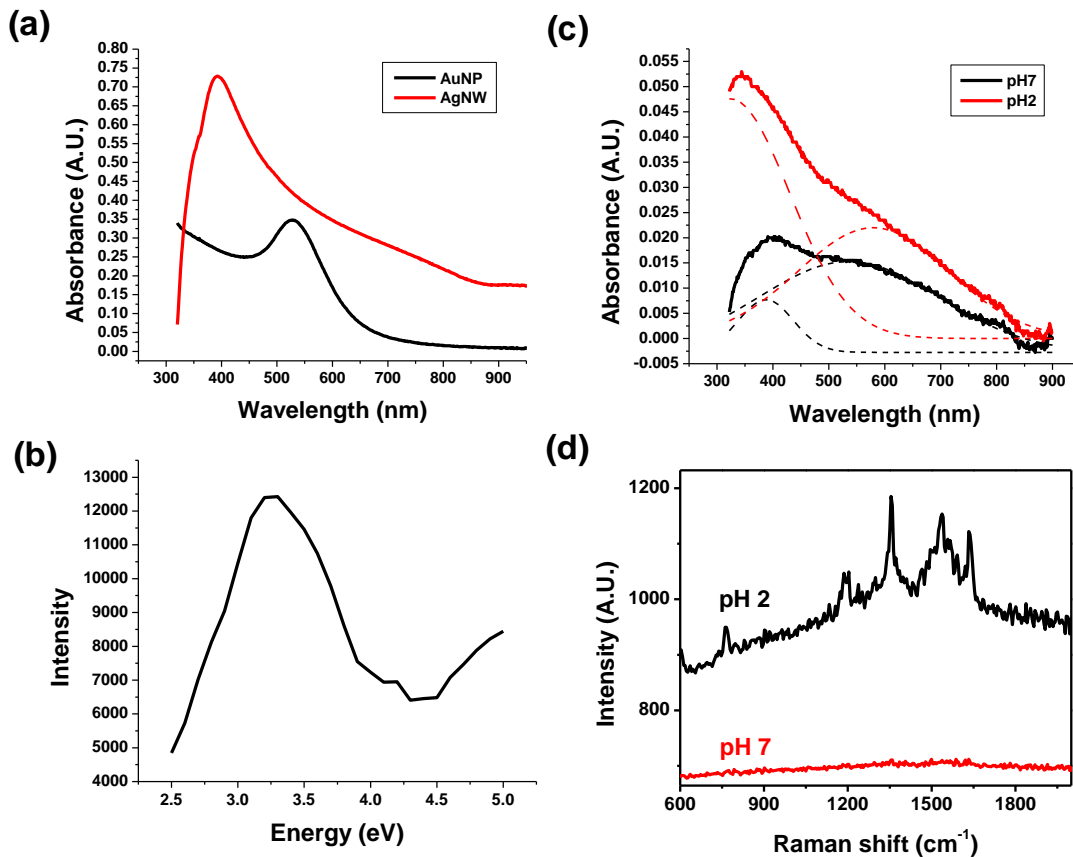 (a)
0.80
0.75
0.70
0.65
0.60
0.55
0.50
0.45
0.40
0.35
0.30
0.25
0.20
0.15
0.10
0.05
0.00
Absorbance (A.U.)
AuNP
AgNW
300 400 500 600 700 800 900
Wavelength (nm)
(c)
0.060
0.055
0.050
0.045
0.040
0.035
0.030
0.025
0.020
0.015
0.010
0.005
0.000
-0.005
Absorbance (A.U.)
pH7
pH2
300 400 500 600 700 800 900
Wavelength (nm)
(b)
13000
12000
11000
10000
9000
8000
7000
6000
5000
4000
Intensity
2.5 3.0 3.5 4.0 4.5 5.0
Energy (eV)
(d)
1200
1000
800
Intensity (A.U.)
pH 2
pH 7
600 900 1200 1500 1800
Raman shift (cm⁻¹)